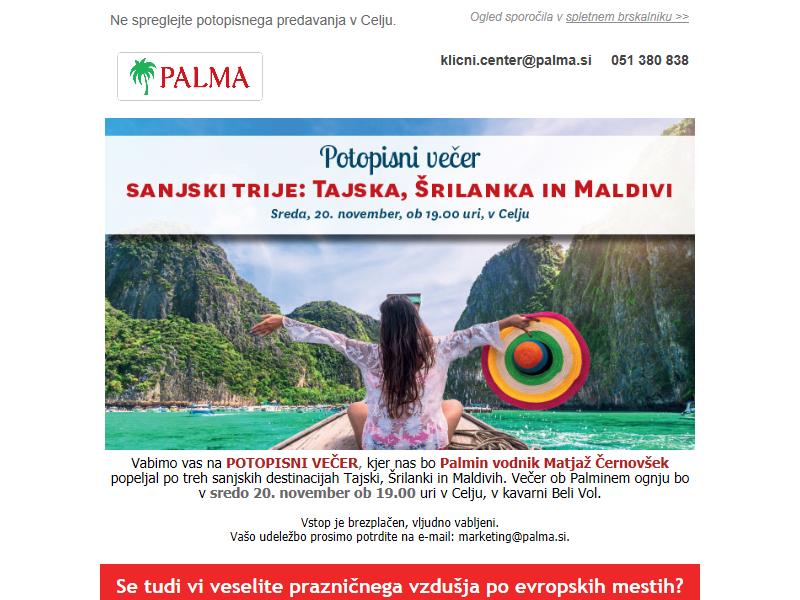 Ne spreglejte potopisnega predavanja v Celju.
Ogled sporočila v spletnem brskalniku >>
PALMA
klicni.center@palma.si 051 380 838
Potopisni večer
SANJSKI TRIJE: TAJSKA, ŠRILANKA IN MALDIVI
Sreda, 20. november, ob 19.00 uri, v Celju
Vabimo vas na POTOPISNI VEČER, kjer nas bo Palmin vodnik Matjaž Černovšek
popeljal po treh sanjskih destinacijah Tajski, Šrilanki in Maldivih. Večer ob Palminem ognju bo
v sredo 20. november ob 19.00 uri v Celju, v kavarni Beli Vol.
Vstop je brezplačen, vljudno vabljeni.
Vašo udeležbo prosimo potrdite na e-mail: marketing@palma.si.
Se tudi vi veselite prazničnega vzdušja po evropskih mestih?